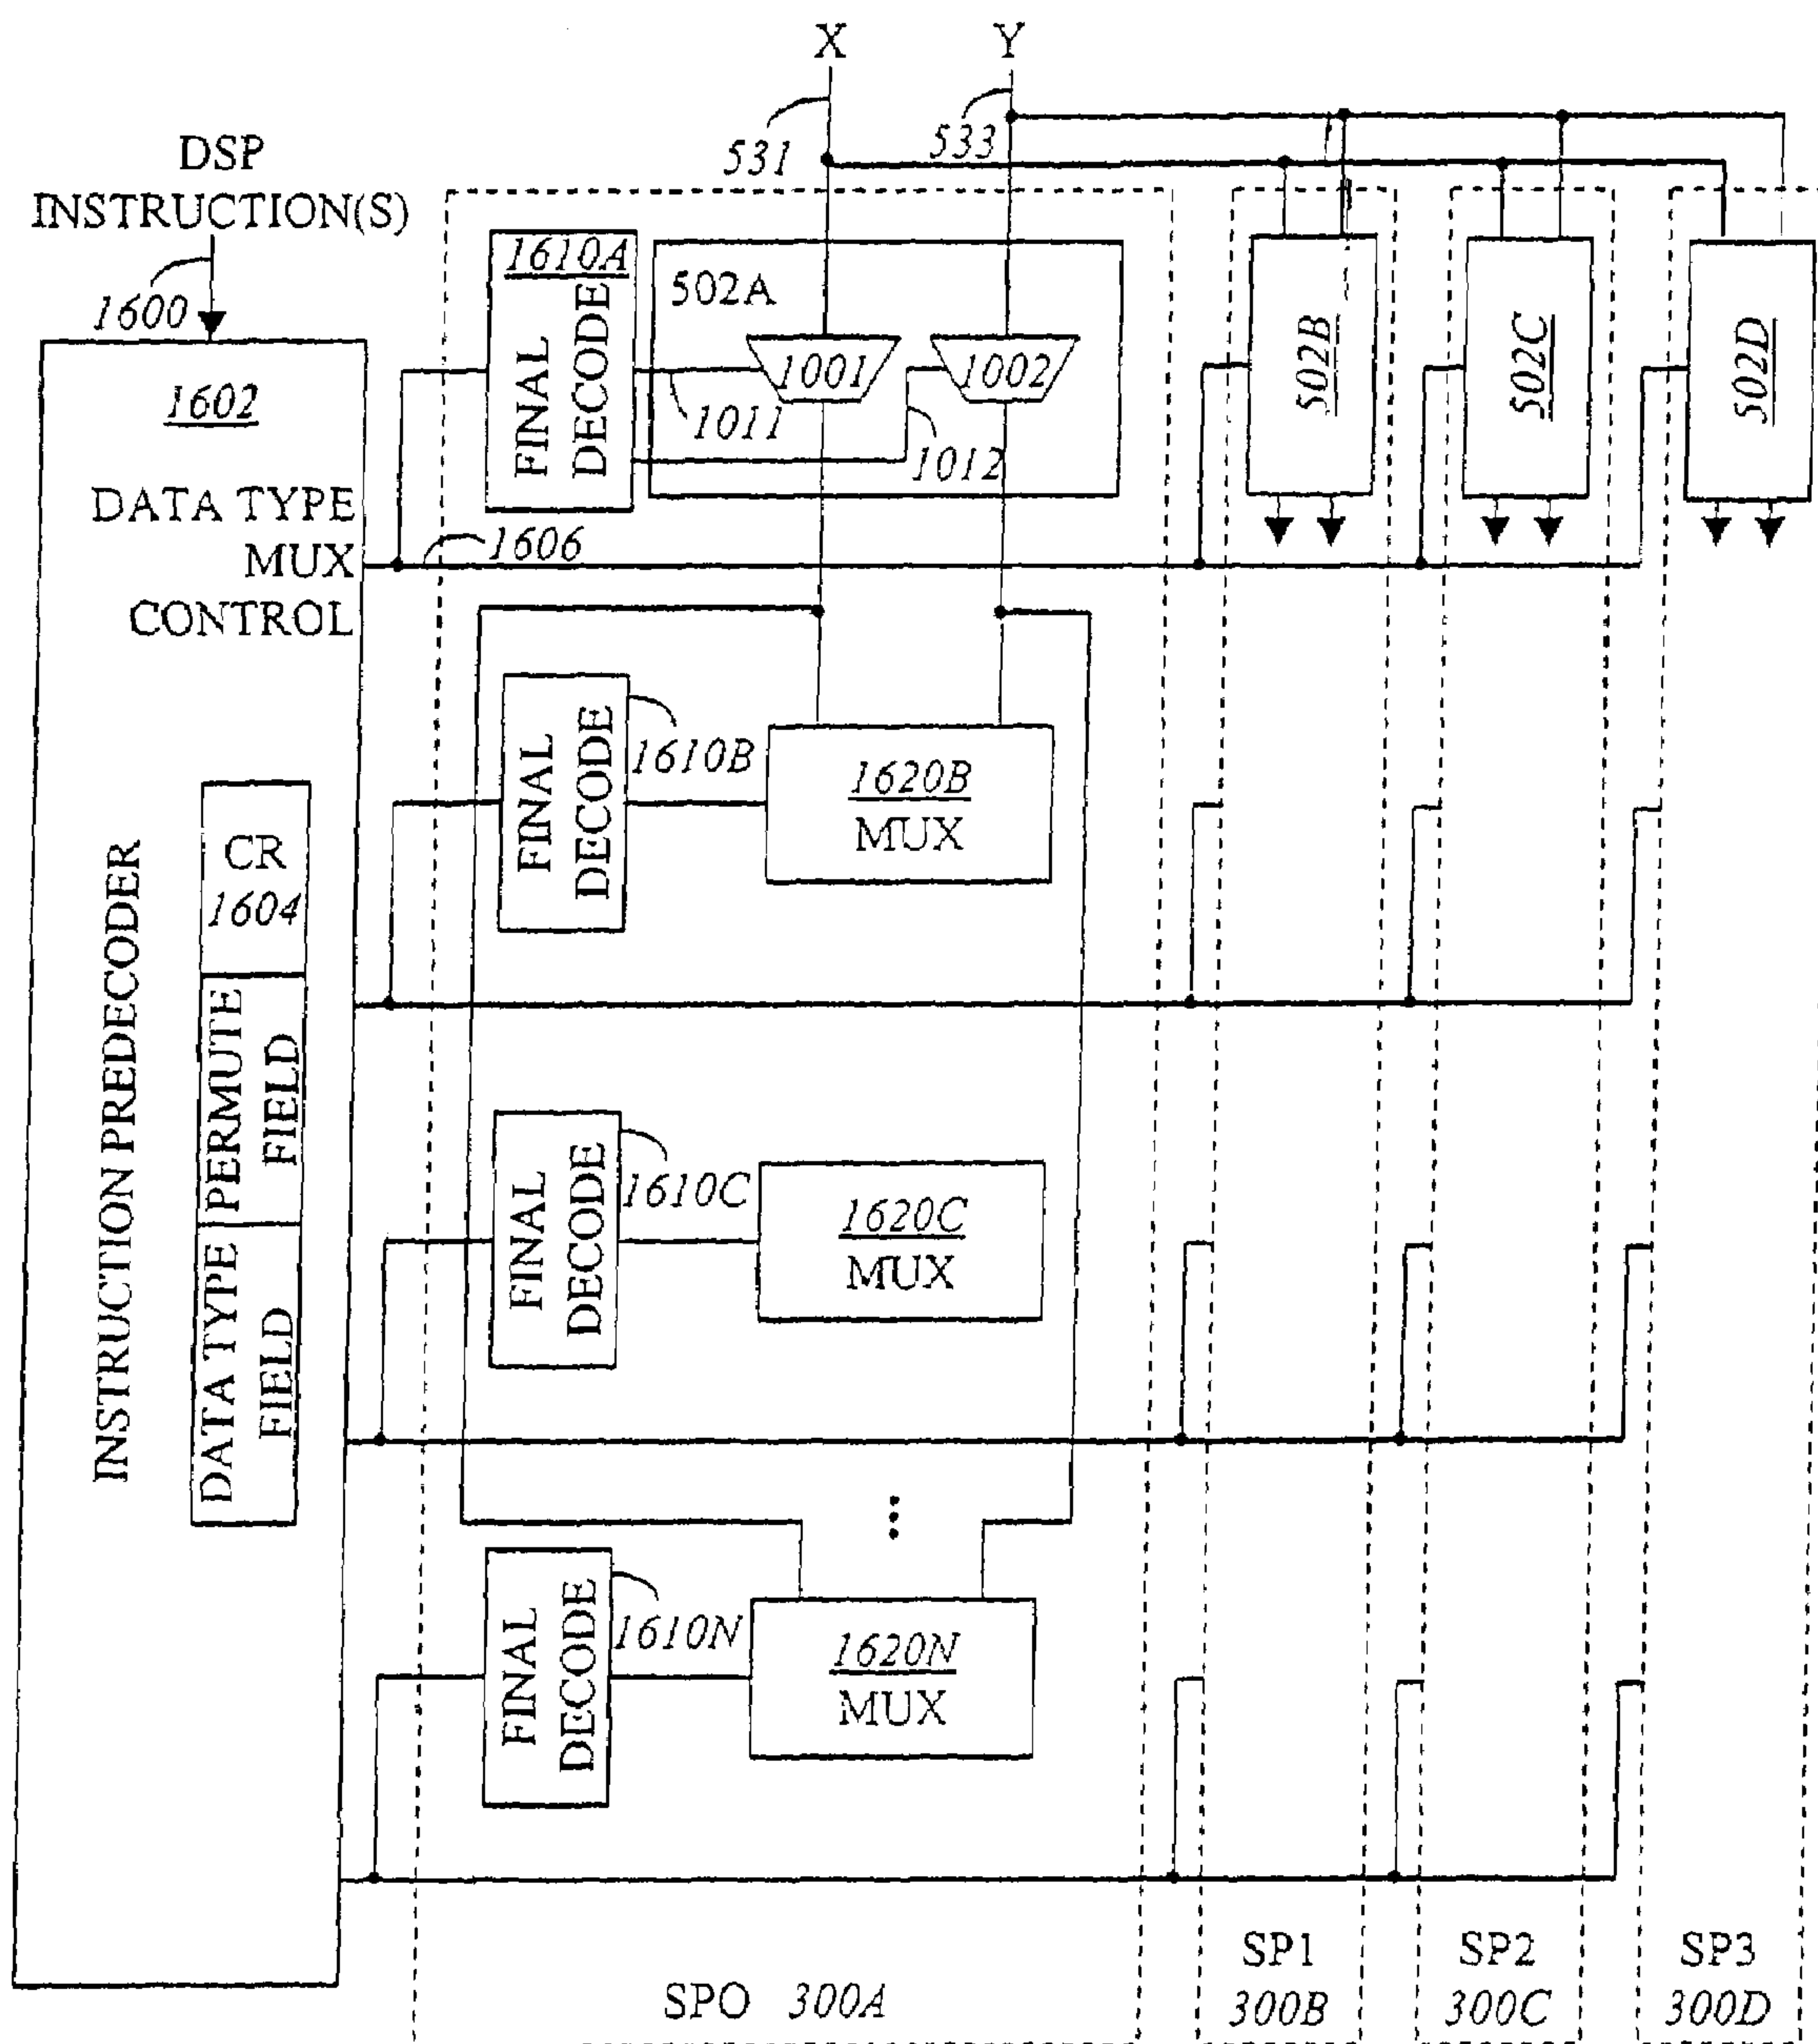 X Y
531 533
DSP
INSTRUCTION(S)
1600
1602
DATA TYPE
MUX
CONTROL
1606
INSTRUCTION PREDECODER
CR
1604
PERMUTE
FIELD
DATA TYPE
FIELD
1610A
FINAL
DECODE
502A
1001
1002
1011
1012
502B
502C
502D
FINAL
DECODE
1610B
1620B
MUX
FINAL
DECODE
1610C
1620C
MUX
FINAL
DECODE
1610N
1620N
MUX
SPO 300A
SP1
300B
SP2
300C
SP3
300D